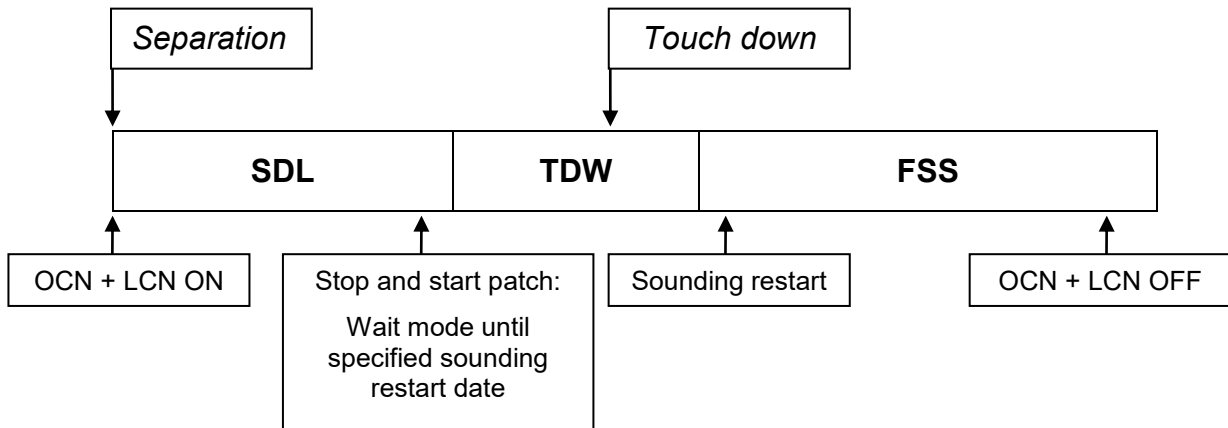 Separation
Touch down
SDL
TDW
FSS
OCN + LCN ON
Stop and start patch:
Wait mode until
specified sounding
restart date
Sounding restart
OCN + LCN OFF